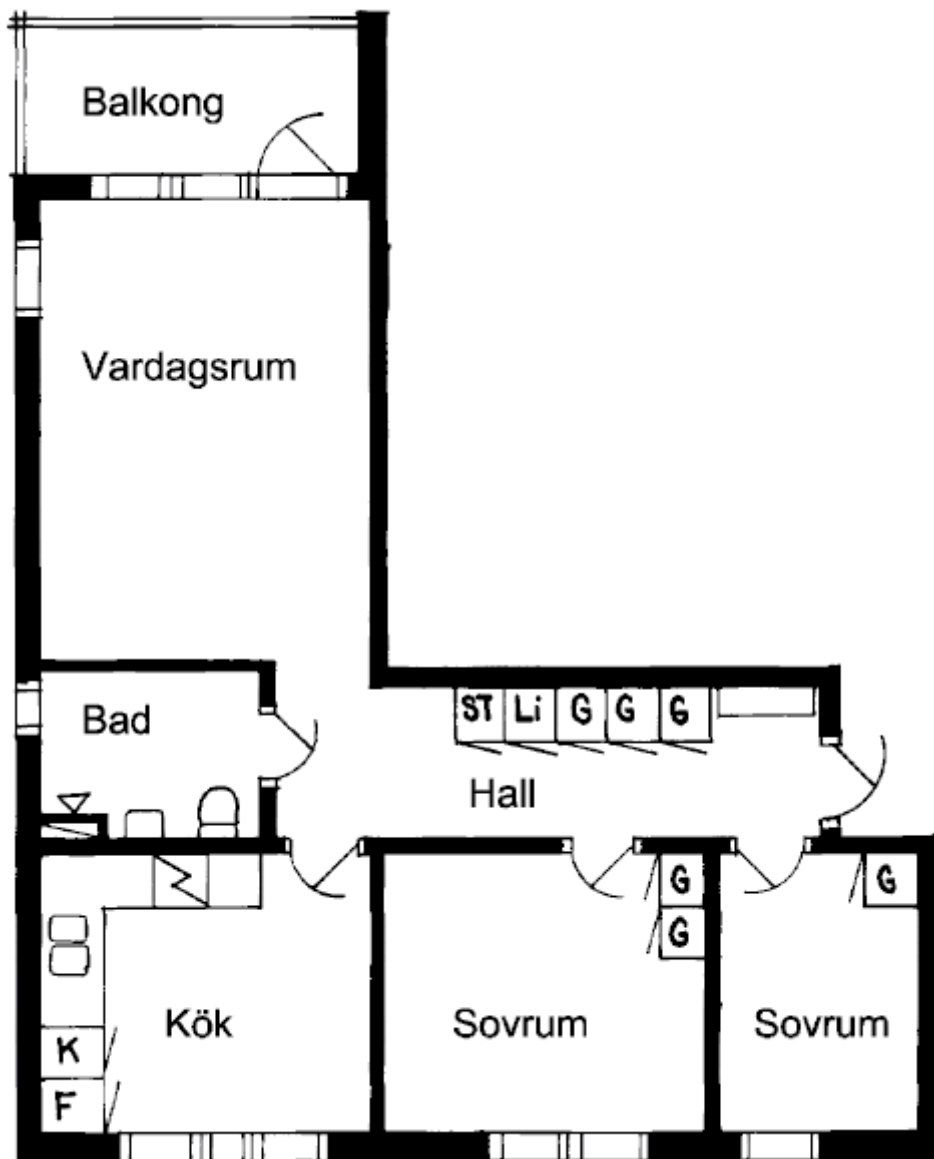 Balkong
Vardagsrum
Bad
ST Li G G G
Hall
G G
G
Kök
Sovrum
Sovrum
K
F